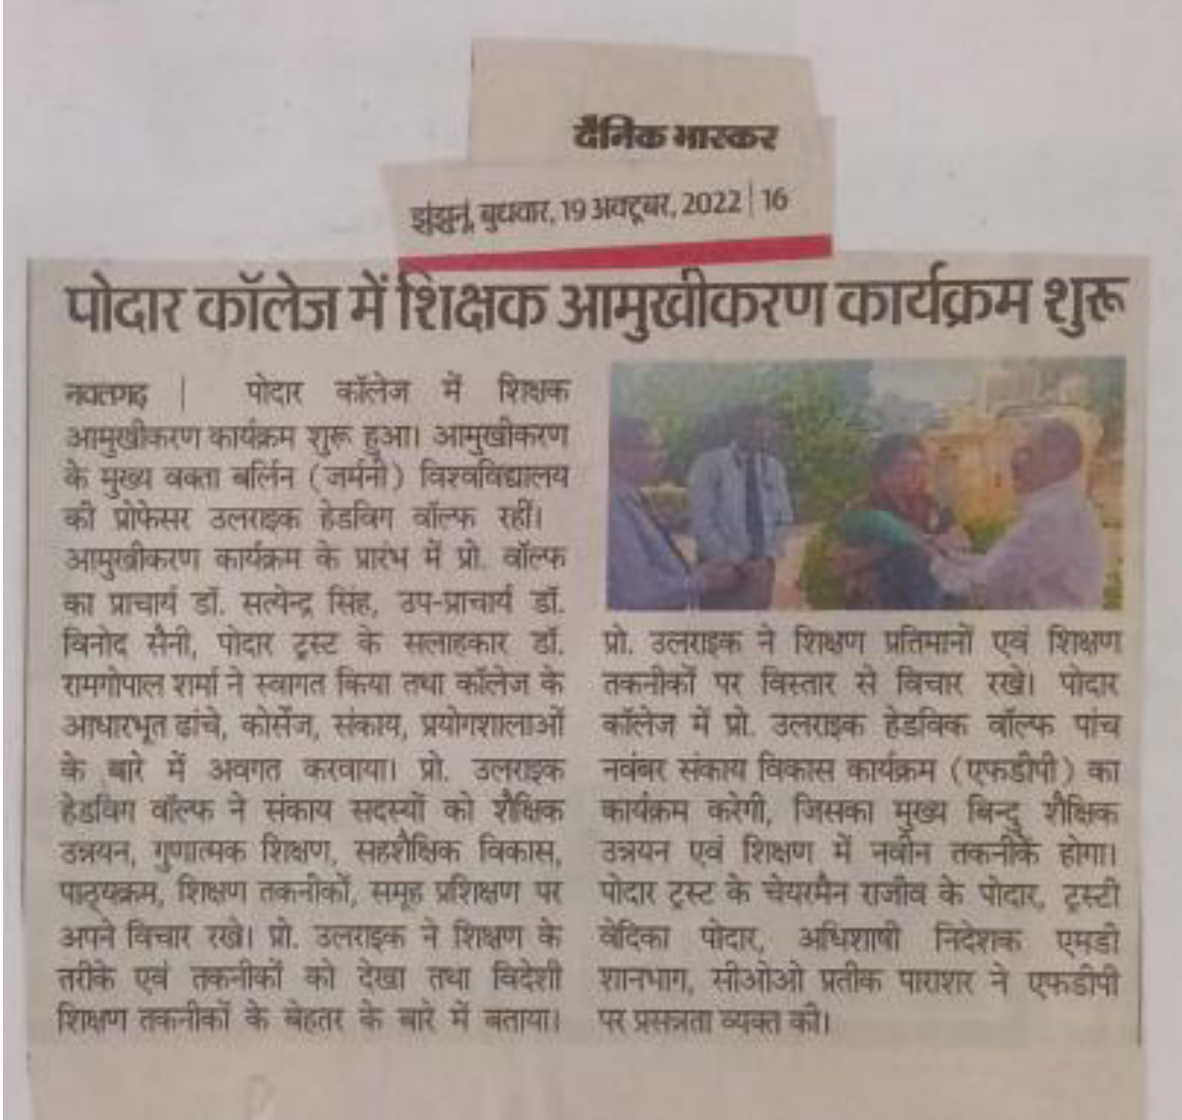 दैनिक भास्कर
झुंझुनूं, बुधवार, 19 अक्टूबर, 2022 | 16
पोदार कॉलेज में शिक्षक आमुखीकरण कार्यक्रम शुरू
नवलगढ़ | पोदार कॉलेज में शिक्षक
आमुखीकरण कार्यक्रम शुरू हुआ। आमुखीकरण
के मुख्य वक्ता बर्लिन (जर्मनी) विश्वविद्यालय
की प्रोफेसर उलराइक हेडविग वॉल्फ रहीं।
आमुखीकरण कार्यक्रम के प्रारंभ में प्रो. वॉल्फ
का प्राचार्य डॉ. सत्येन्द्र सिंह, उप-प्राचार्य डॉ.
विनोद सैनी, पोदार ट्रस्ट के सलाहकार डॉ.
रामगोपाल शर्मा ने स्वागत किया तथा कॉलेज के
आधारभूत ढांचे, कोर्सेज, संकाय, प्रयोगशालाओं
के बारे में अवगत करवाया। प्रो. उलराइक
हेडविग वॉल्फ ने संकाय सदस्यों को शैक्षिक
उन्नयन, गुणात्मक शिक्षण, सहशैक्षिक विकास,
पाठ्यक्रम, शिक्षण तकनीकों, समूह प्रशिक्षण पर
अपने विचार रखे। प्रो. उलराइक ने शिक्षण के
तरीके एवं तकनीकों को देखा तथा विदेशी
शिक्षण तकनीकों के बेहतर के बारे में बताया।
प्रो. उलराइक ने शिक्षण प्रतिमानों एवं शिक्षण
तकनीकों पर विस्तार से विचार रखे। पोदार
कॉलेज में प्रो. उलराइक हेडविक वॉल्फ पांच
नवंबर संकाय विकास कार्यक्रम (एफडीपी) का
कार्यक्रम करेगी, जिसका मुख्य बिन्दु शैक्षिक
उन्नयन एवं शिक्षण में नवीन तकनीकें होगा।
पोदार ट्रस्ट के चेयरमैन राजीव के पोदार, ट्रस्टी
वेदिका पोदार, अधिशाषी निदेशक एमडी
शानभाग, सीओओ प्रतीक पाराशर ने एफडीपी
पर प्रसन्नता व्यक्त की।